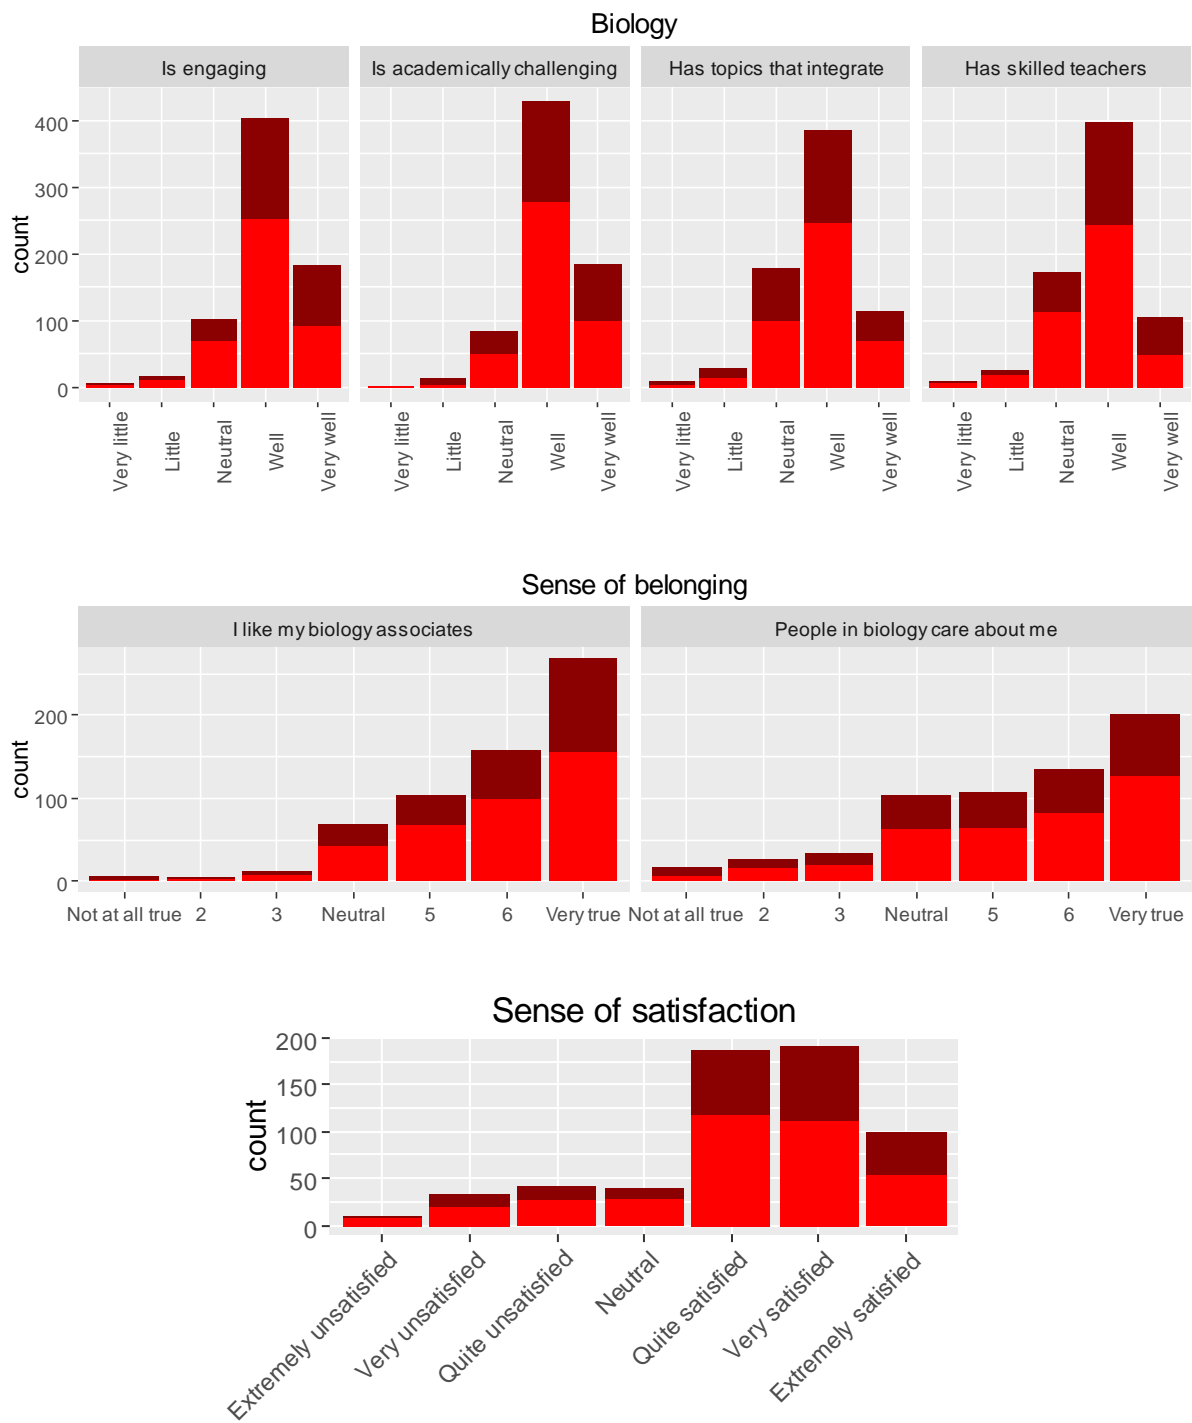 Biology
Is engaging
Is academically challenging
Has topics that integrate
Has skilled teachers
count
400
300
200
100
0
Very little
Little
Neutral
Well
Very well
Very little
Little
Neutral
Well
Very well
Very little
Little
Neutral
Well
Very well
Very little
Little
Neutral
Well
Very well
Sense of belonging
I like my biology associates
People in biology care about me
count
200
100
0
Not at all true
2
3
Neutral
5
6
Very true
Not at all true
2
3
Neutral
5
6
Very true
Sense of satisfaction
count
200
150
100
50
0
Extremely unsatisfied
Very unsatisfied
Quite unsatisfied
Neutral
Quite satisfied
Very satisfied
Extremely satisfied